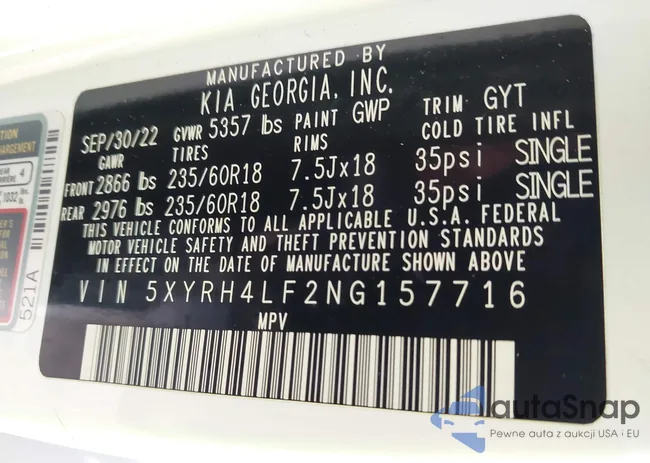 MANUFACTURED BY
KIA GEORGIA, INC.
SEP/30/22 GVWR 5357 lbs PAINT GWP TRIM GYT
GAWR TIRES RIMS COLD TIRE INFL
FRONT 2866 lbs 235/60R18 7.5Jx18 35psi SINGLE
REAR 2976 lbs 235/60R18 7.5Jx18 35psi SINGLE
THIS VEHICLE CONFORMS TO ALL APPLICABLE U.S.A. FEDERAL
MOTOR VEHICLE SAFETY AND THEFT PREVENTION STANDARDS
IN EFFECT ON THE DATE OF MANUFACTURE SHOWN ABOVE
VIN 5XYRH4LF2NG157716
MPV
521A
4
autaSnap
Pewne auta z aukcji USA i EU